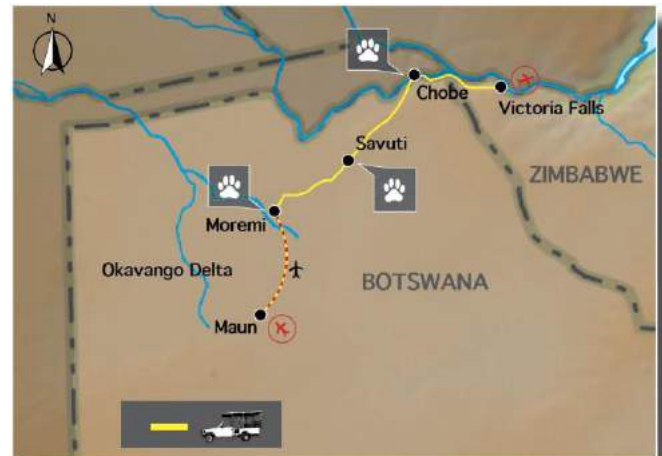 N
Chobe
Victoria Falls
Savuti
ZIMBABWE
Moremi
Okavango Delta
BOTSWANA
Maun